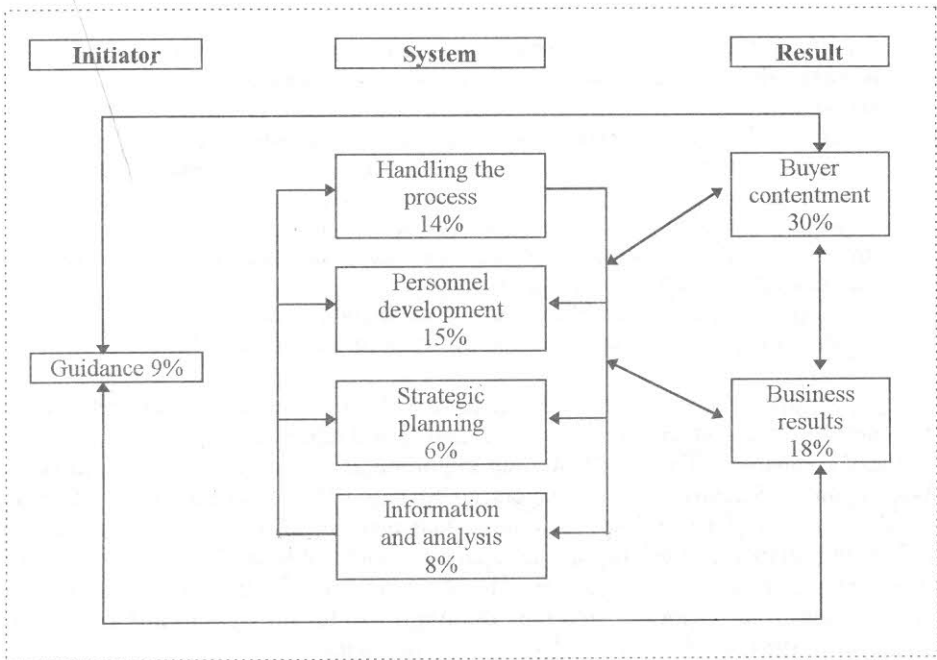 Initiator
System
Result
Handling the
process
14%
Buyer
contentment
30%
Personnel
development
15%
Guidance 9%
Strategic
planning
6%
Business
results
18%
Information
and analysis
8%